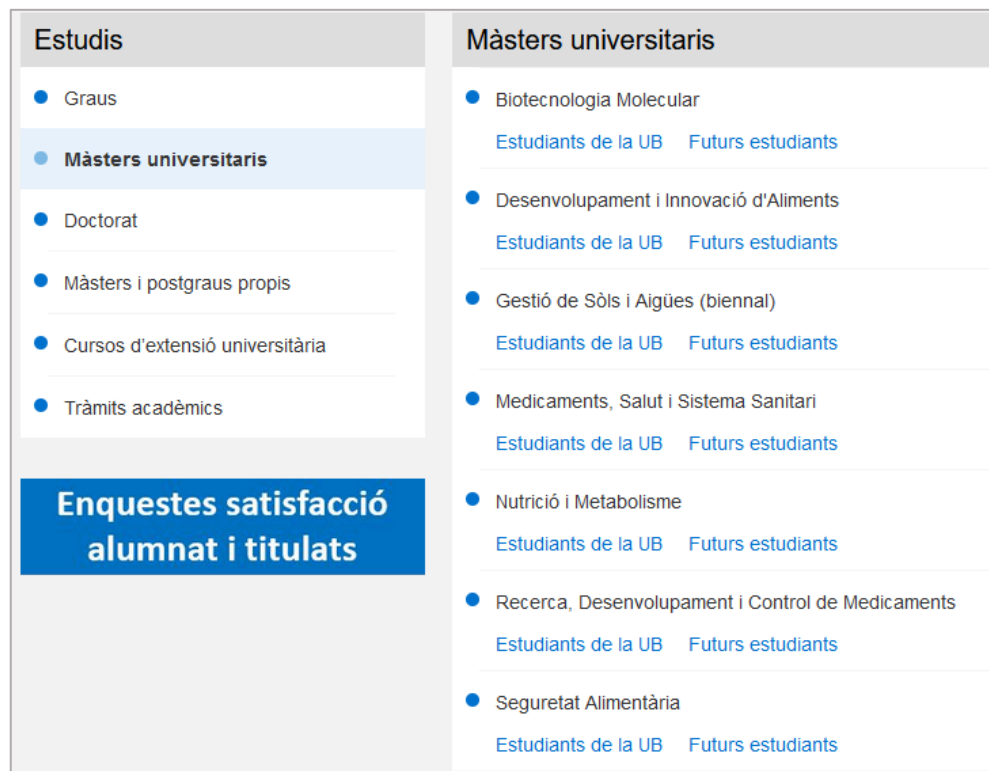 Estudis
Graus
Màsters universitaris
Doctorat
Màsters i postgraus propis
Cursos d’extensió universitària
Tràmits acadèmics
Enquestes satisfacció
alumnat i titulats
Màsters universitaris
Biotecnologia Molecular
Estudiants de la UB Futurs estudiants
Desenvolupament i Innovació d'Aliments
Estudiants de la UB Futurs estudiants
Gestió de Sòls i Aigües (biennal)
Estudiants de la UB Futurs estudiants
Medicaments, Salut i Sistema Sanitari
Estudiants de la UB Futurs estudiants
Nutrició i Metabolisme
Estudiants de la UB Futurs estudiants
Recerca, Desenvolupament i Control de Medicaments
Estudiants de la UB Futurs estudiants
Seguretat Alimentària
Estudiants de la UB Futurs estudiants